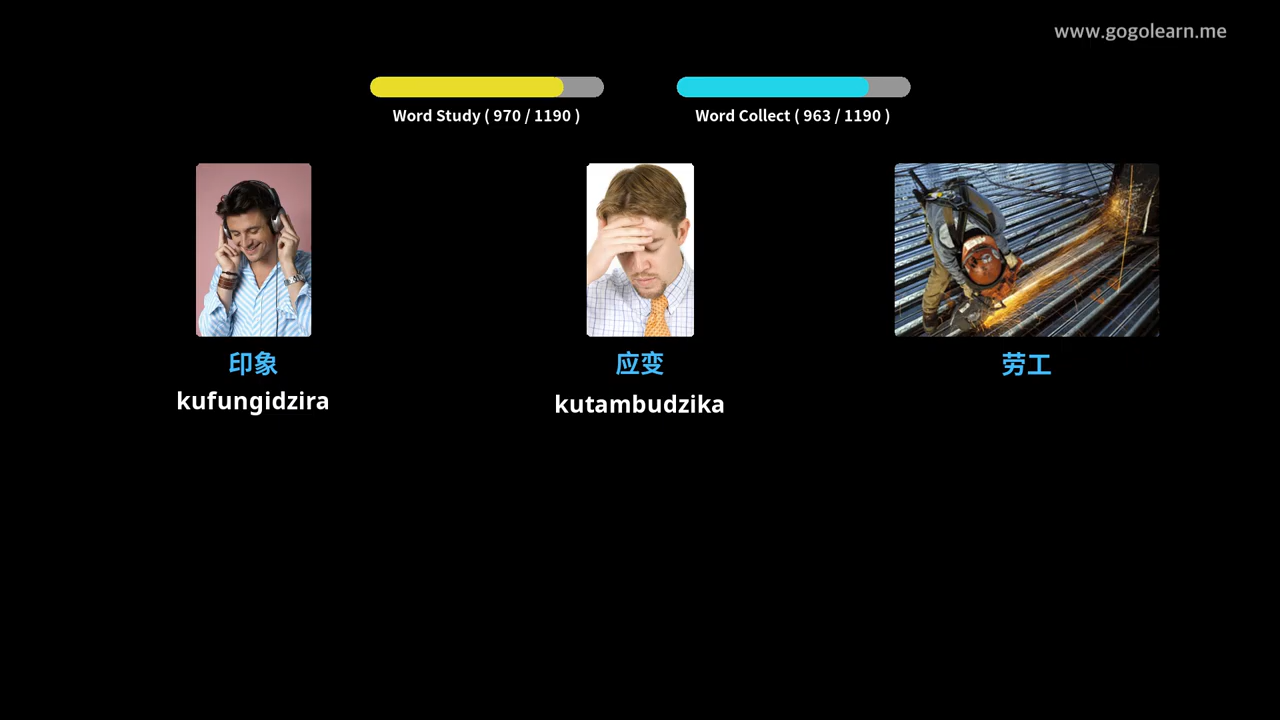 www.gogolearn.me
Word Study ( 970 / 1190 )
Word Collect ( 963 / 1190 )
印象
kufungidzira
应变
kutambudzika
劳工